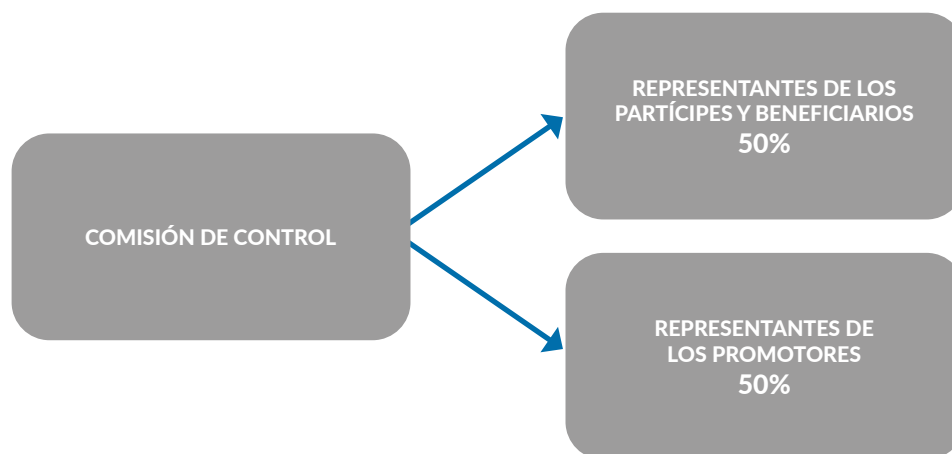 REPRESENTANTES DE LOS
PARTÍCIPES Y BENEFICIARIOS
50%
COMISIÓN DE CONTROL
REPRESENTANTES DE
LOS PROMOTORES
50%